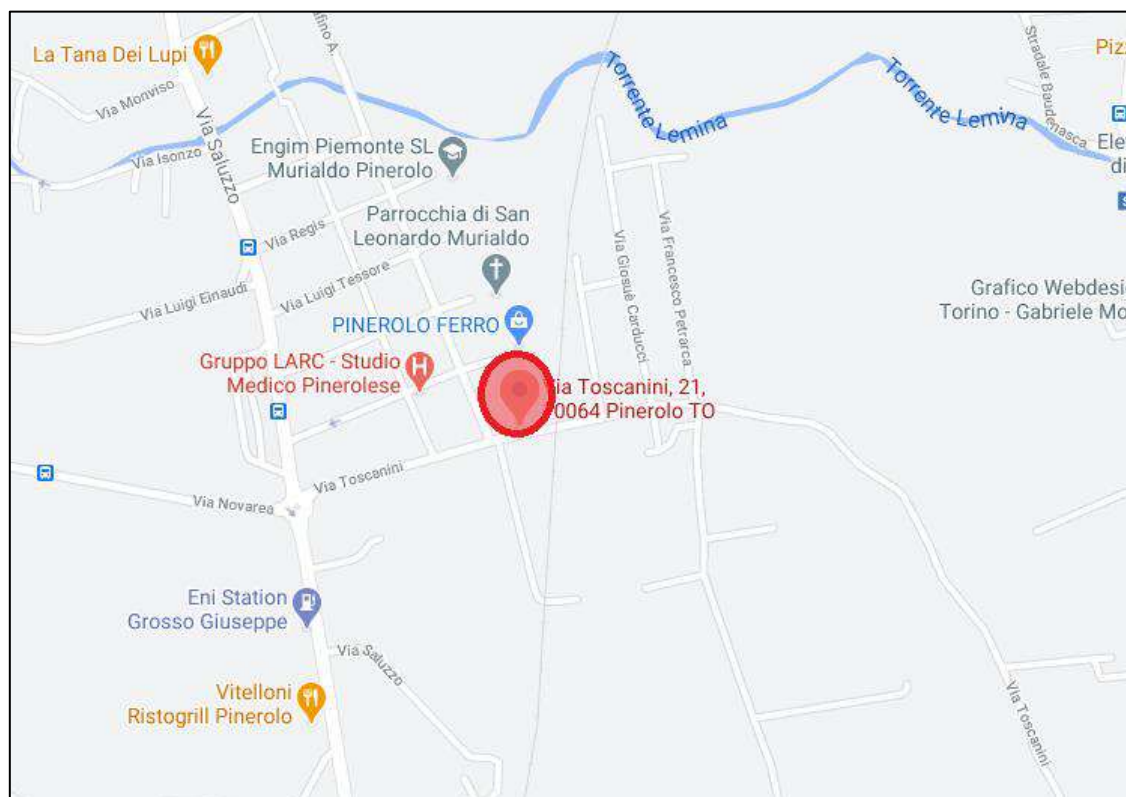 La Tana Dei Lupi
Via Monviso
Via Isonzo
Via Saluzzo
Torrente Lemina
Torrente Lemina
Stradale Baudenasca
Engim Piemonte SL
Murialdo Pinerolo
Via Regis
Parrocchia di San
Leonardo Murialdo
Via Luigi Tessore
Via Luigi Einaudi
Via Giosuè Carducci
Via Francesco Petrarca
Grafico Webdesi
Torino - Gabriele Mo
PINEROLO FERRO
Gruppo LARC - Studio
Medico Pinerolese
H
ia Toscanini, 21,
0064 Pinerolo TO
Via Toscanini
Via Novarea
Eni Station
Grosso Giuseppe
Via Saluzzo
Vitelloni
Ristogrill Pinerolo
Via Toscanini